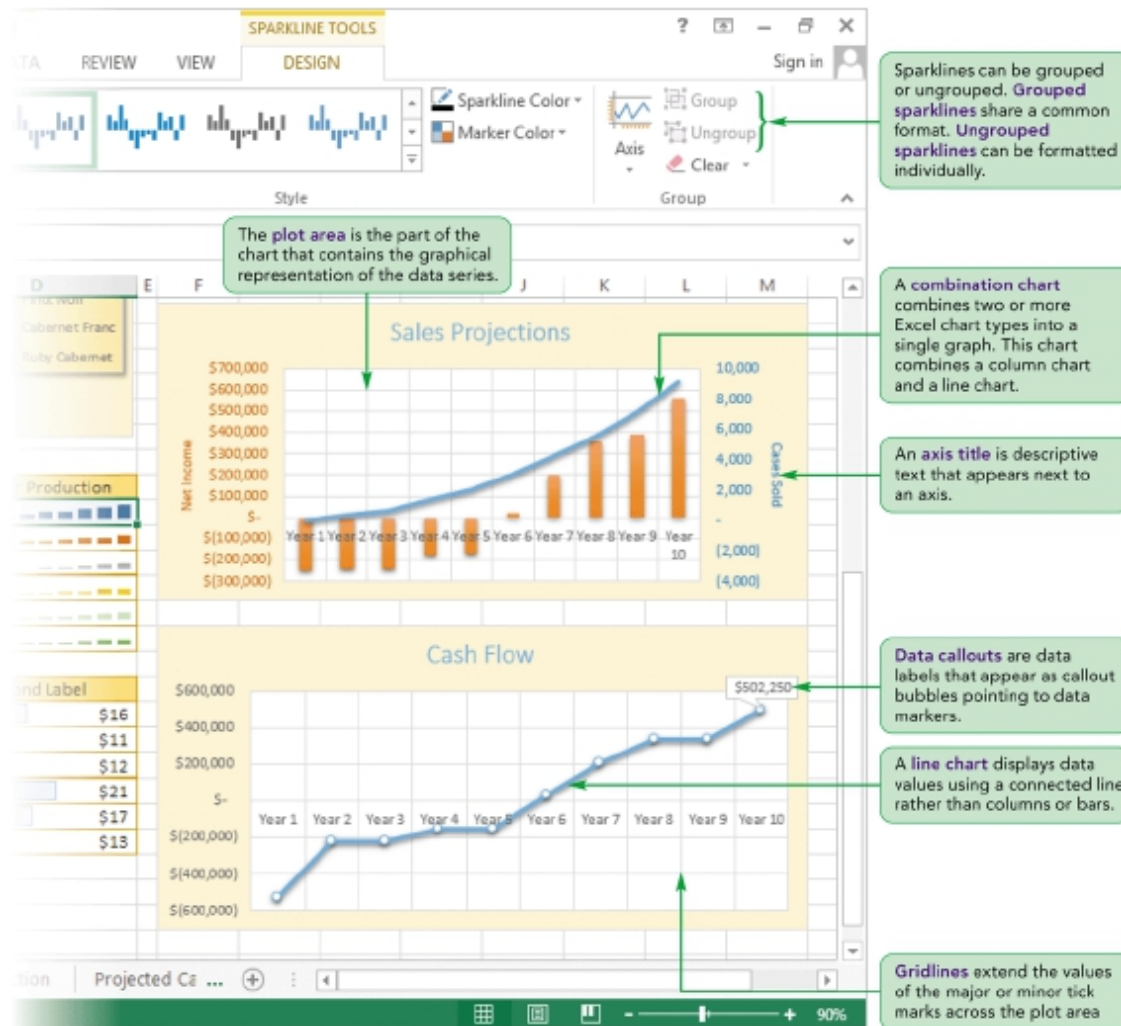 SPARKLINE TOOLS
?
REVIEW VIEW DESIGN Sign in
Sparkline Color
Marker Color
Axis
Group
Ungroup
Clear
Style
Group
Sparklines can be grouped
or ungrouped. Grouped
sparklines share a common
format. Ungrouped
sparklines can be formatted
individually.
The plot area is the part of the
chart that contains the graphical
representation of the data series.
D E F J K L M
Cabernet Franc
Ruby Cabernet
Production
ond Label
$16
$11
$12
$21
$17
$13
Sales Projections
$700,000
$600,000
$500,000
$400,000
$300,000
$200,000
$100,000
$-
$(100,000)
$(200,000)
$(300,000)
Net Income
Year 1 Year 2 Year 3 Year 4 Year 5 Year 6 Year 7 Year 8 Year 9 Year
10
10,000
8,000
6,000
4,000
2,000
-
(2,000)
(4,000)
Cases Sold
A combination chart
combines two or more
Excel chart types into a
single graph. This chart
combines a column chart
and a line chart.
An axis title is descriptive
text that appears next to
an axis.
Cash Flow
$600,000
$400,000
$200,000
$-
$(200,000)
$(400,000)
$(600,000)
Year 1 Year 2 Year 3 Year 4 Year 5 Year 6 Year 7 Year 8 Year 9 Year 10
$502,250
Data callouts are data
labels that appear as callout
bubbles pointing to data
markers.
A line chart displays data
values using a connected line
rather than columns or bars.
Gridlines extend the values
of the major or minor tick
marks across the plot area
tion Projected Ca ...
90%